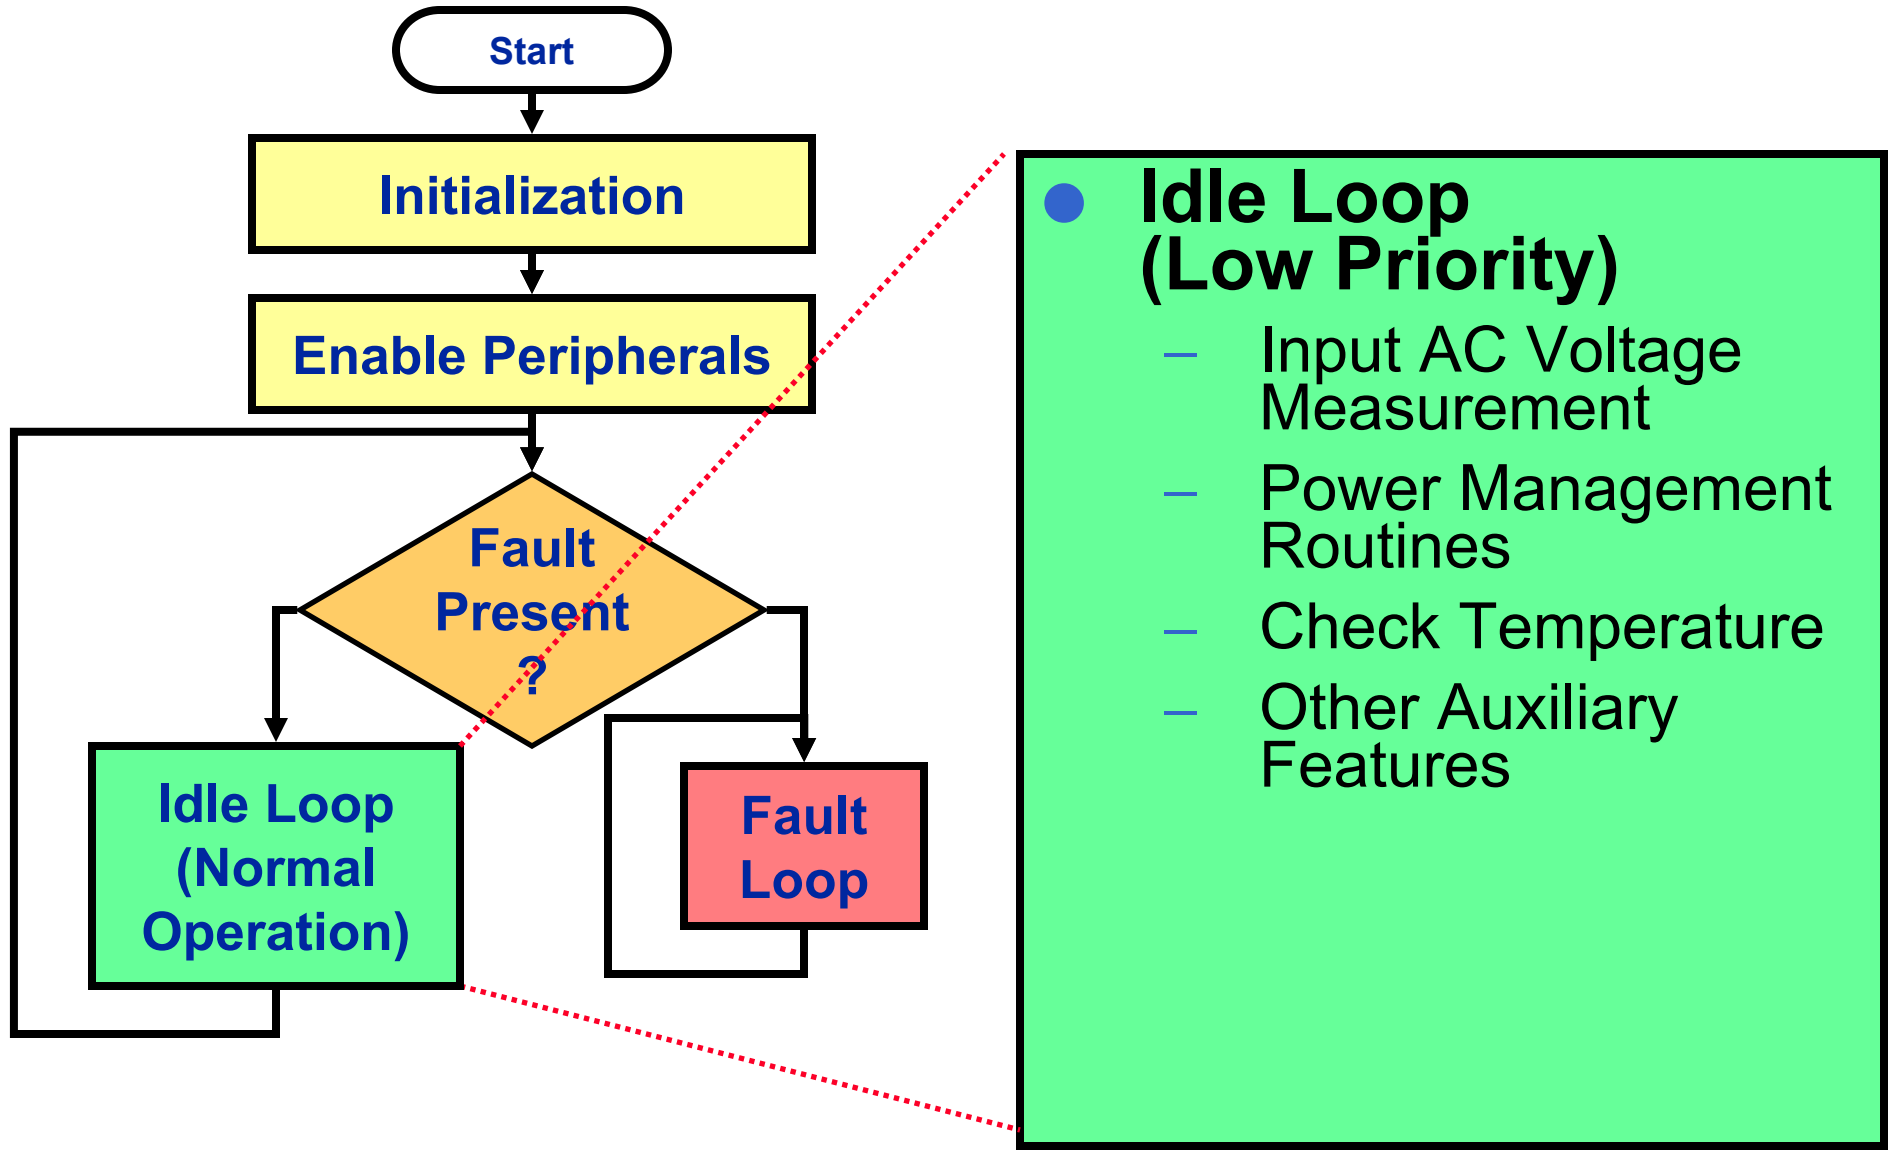 Start
Initialization
Enable Peripherals
Fault
Present
?
Idle Loop
(Normal
Operation)
Fault
Loop
● Idle Loop
(Low Priority)
– Input AC Voltage
Measurement
– Power Management
Routines
– Check Temperature
– Other Auxiliary
Features